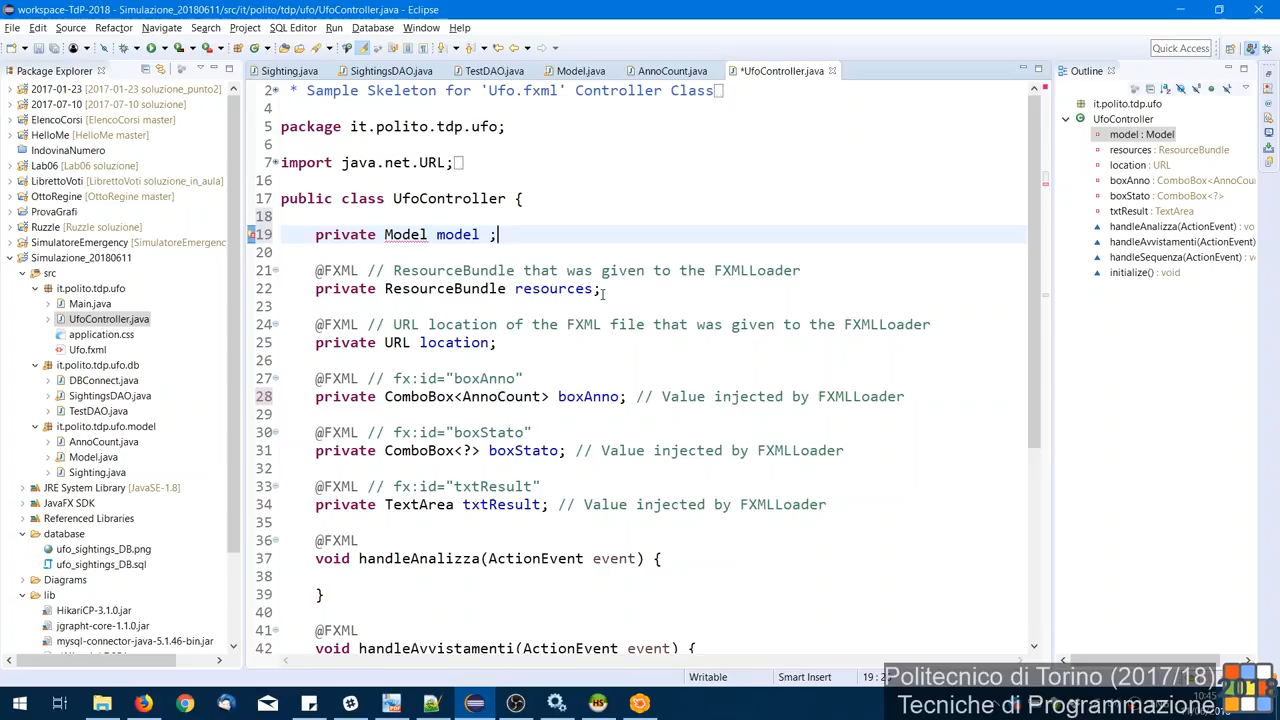 workspace-TdP-2018 - Simulazione_20180611/src/it/polito/tdp/ufo/UfoController.java - Eclipse
File Edit Source Refactor Navigate Search Project SQL Editor Run Database Window Help
Quick Access
Package Explorer
Sighting.java SightingsDAO.java TestDAO.java Model.java AnnoCount.java *UfoController.java
Outline
2017-01-23 (2017-01-23 soluzione_punto2)
2017-07-10 (2017-07-10 soluzione)
ElencoCorsi (ElencoCorsi master)
HelloMe (HelloMe master)
IndovinaNumero
Lab06 (Lab06 soluzione)
LibrettoVoti (LibrettoVoti soluzione_in_aula)
OttoRegine (OttoRegine master)
ProvaGrafi
Ruzzle (Ruzzle master)
SimulatoreEmergency (SimulatoreEmergency
Simulazione_20180611
src
it.polito.tdp.ufo
Main.java
UfoController.java
application.css
Ufo.fxml
it.polito.tdp.ufo.db
DBConnect.java
SightingsDAO.java
TestDAO.java
it.polito.tdp.ufo.model
AnnoCount.java
Model.java
Sighting.java
JRE System Library (JavaSE-1.8)
JavaFX SDK
Referenced Libraries
database
ufo_sightings_DB.png
ufo_sightings_DB.sql
Diagrams
lib
HikariCP-3.1.0.jar
jgrapht-core-1.1.0.jar
mysql-connector-java-5.1.46-bin.jar
2 * Sample Skeleton for 'Ufo.fxml' Controller Class
4
5 package it.polito.tdp.ufo;
6
7 import java.net.URL;
16
17 public class UfoController {
18
19 private Model model ;
20
21 @FXML // ResourceBundle that was given to the FXMLLoader
22 private ResourceBundle resources;
23
24 @FXML // URL location of the FXML file that was given to the FXMLLoader
25 private URL location;
26
27 @FXML // fx:id="boxAnno"
28 private ComboBox<AnnoCount> boxAnno; // Value injected by FXMLLoader
29
30 @FXML // fx:id="boxStato"
31 private ComboBox<?> boxStato; // Value injected by FXMLLoader
32
33 @FXML // fx:id="txtResult"
34 private TextArea txtResult; // Value injected by FXMLLoader
35
36 @FXML
37 void handleAnalizza(ActionEvent event) {
38
39 }
40
41 @FXML
42 void handleAvvistamenti(ActionEvent event) {
it.polito.tdp.ufo
UfoController
model : Model
resources : ResourceBundle
location : URL
boxAnno : ComboBox<AnnoCou
boxStato : ComboBox<?>
txtResult : TextArea
handleAnalizza(ActionEvent) :
handleAvvistamenti(ActionEven
handleSequenza(ActionEvent) :
initialize() : void
Writable Smart Insert 19 : 2
Politecnico di Torino (2017/18)
Tecniche di Programmazione
2018
10:45